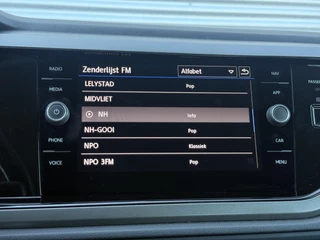 RADIO
MEDIA
PHONE
VOICE
Zenderlijst FM
Alfabet
LELYSTAD
Pop
MIDVLIET
NH
Info
NH-GOOI
Pop
NPO
Klassiek
NPO 3FM
Pop
NAV
APP
CAR
MENU